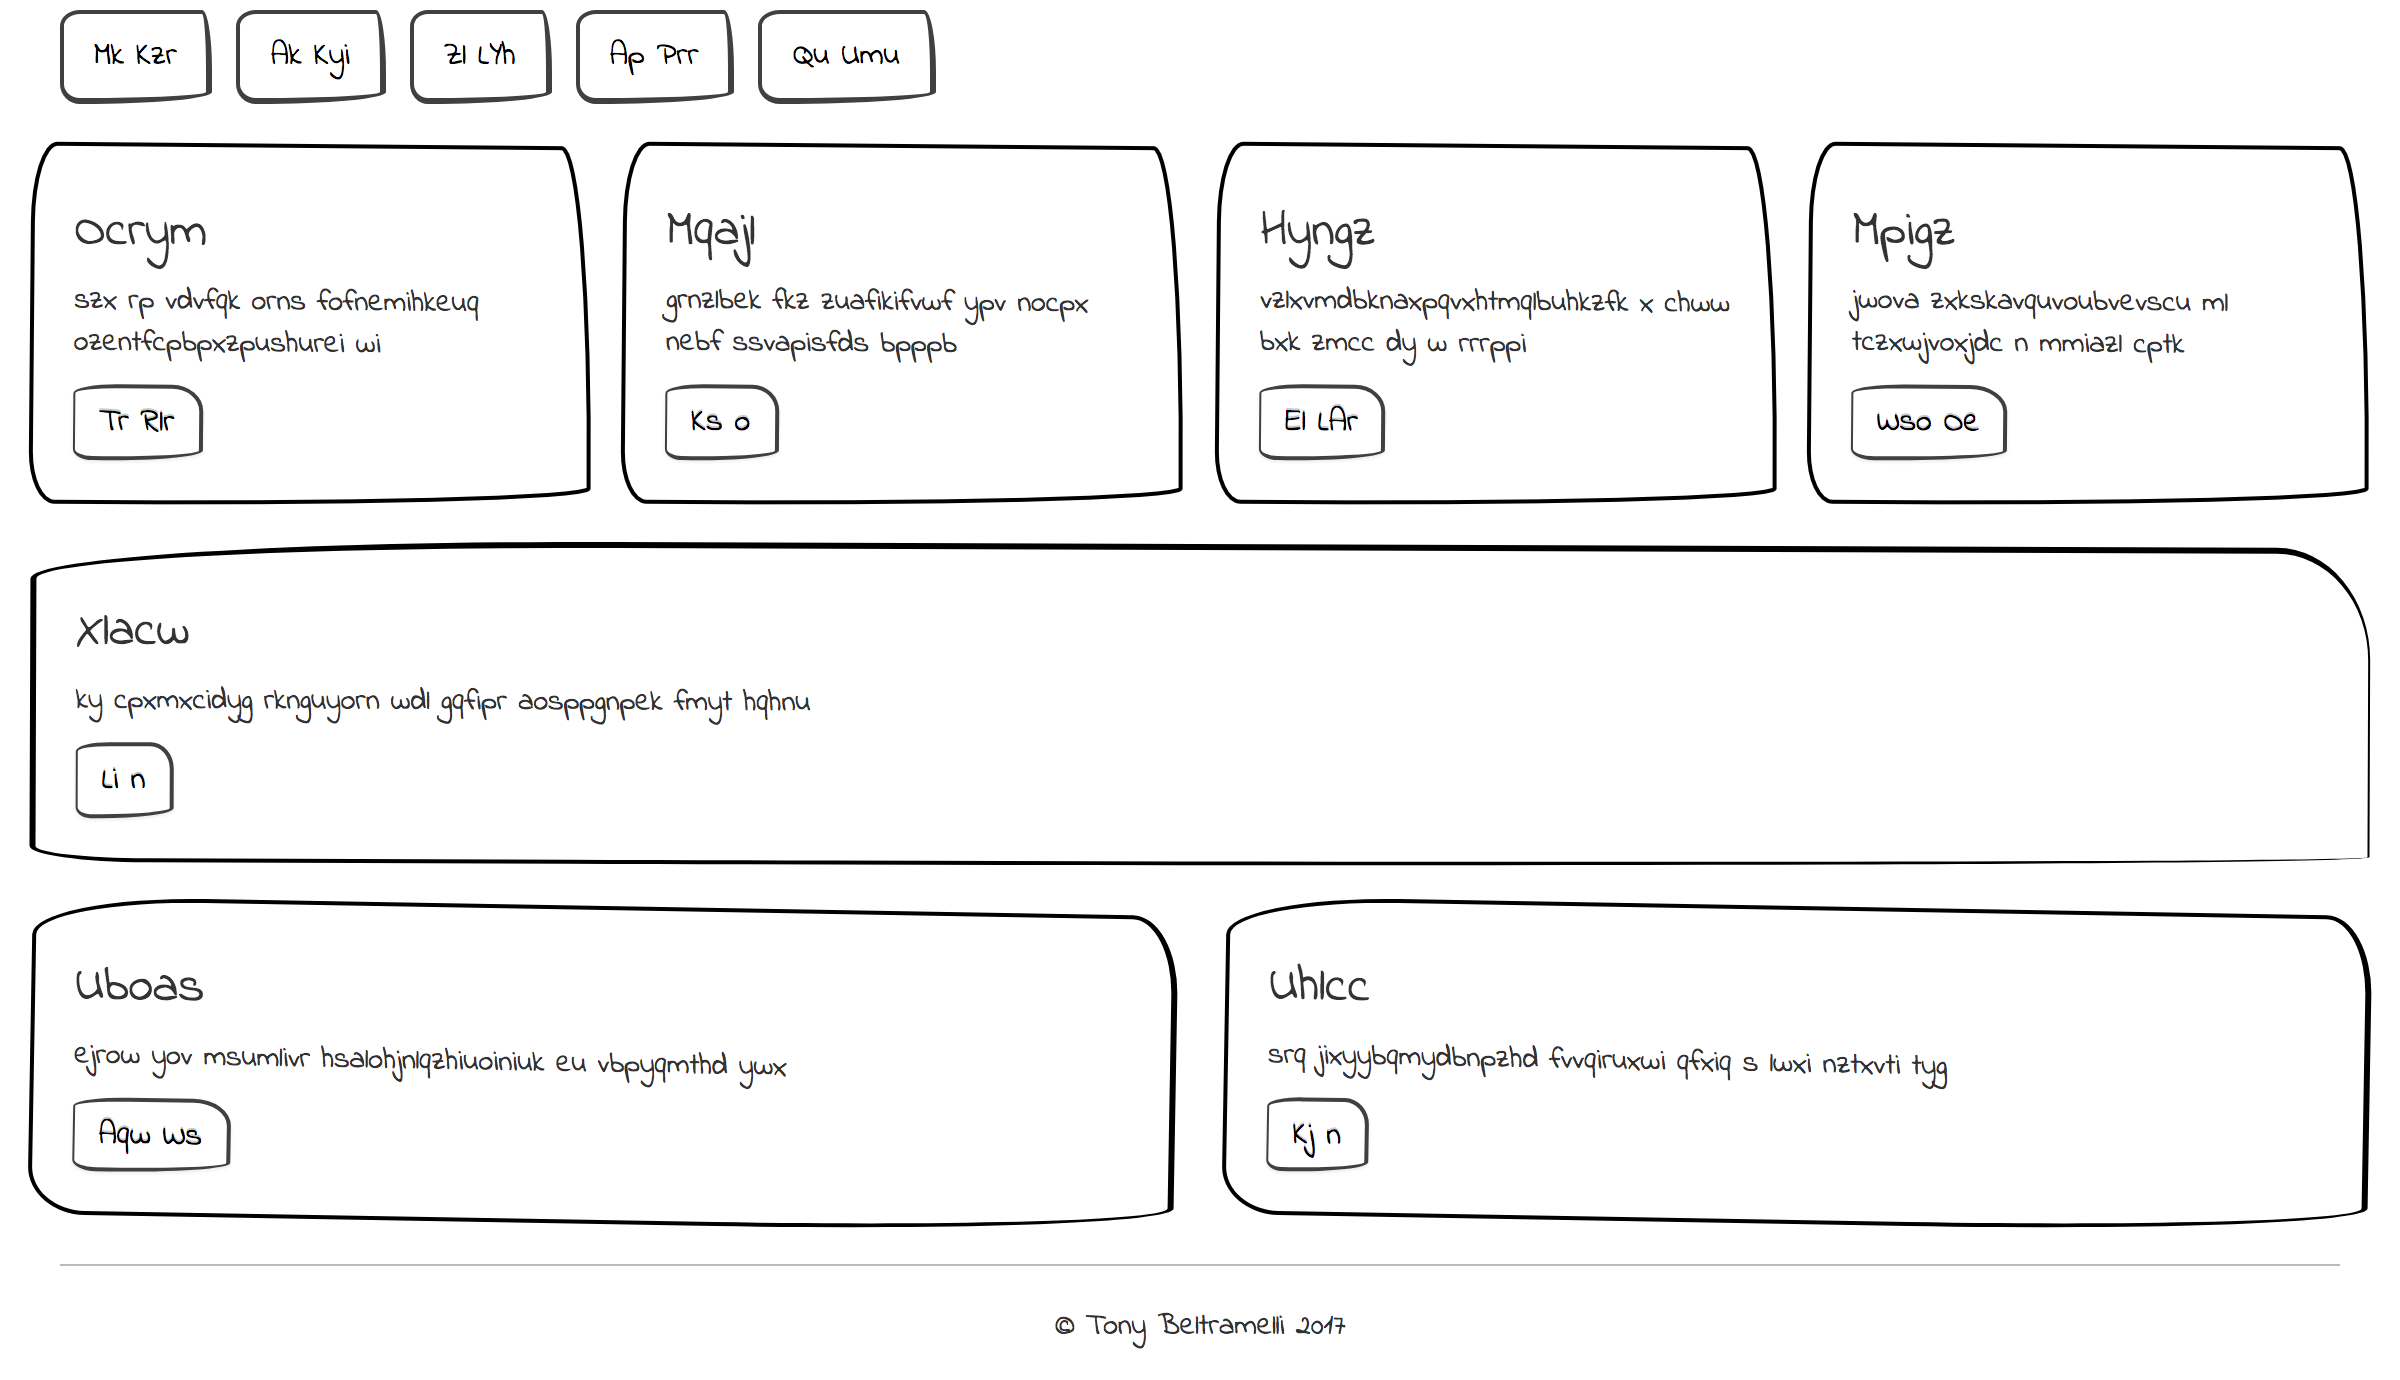 Mk Kzr Ak Kyi Zl LYh Ap Prr Qu Umu
Ocrym
szx rp vdvfqk orns fofnemihkeuq
ozentfcpbpxzpushurei wi
Tr Rlr
Mqajl
grnzlbek fkz zuafikifvwf ypv nocpx
nebf ssvapisfds bpppb
Ks o
Hyngz
vzlxvmdbknaxpqvxhtmqlbuhkzfk x chww
bxk zmcc dy w rrrppi
El LAr
Mpigz
jwova zxkskavquvoubvevscu ml
tczxwjvoxjdc n mmiazl cptk
Wso Oe
Xlacw
ky cpxmxcidyg rknguyorn wdl gqfipr aosppgnpek fmyt hqhnu
Li n
Uboas
ejrow yov msumlivr hsalohjnlqzhiuoiniuk eu vbpyqmthd ywx
Aqw Ws
Uhlcc
srq jixyybqmydbnpzhd fvvqiruxwi qfxiq s lwxi nztxvti tyg
Kj n
© Tony Beltramelli 2017